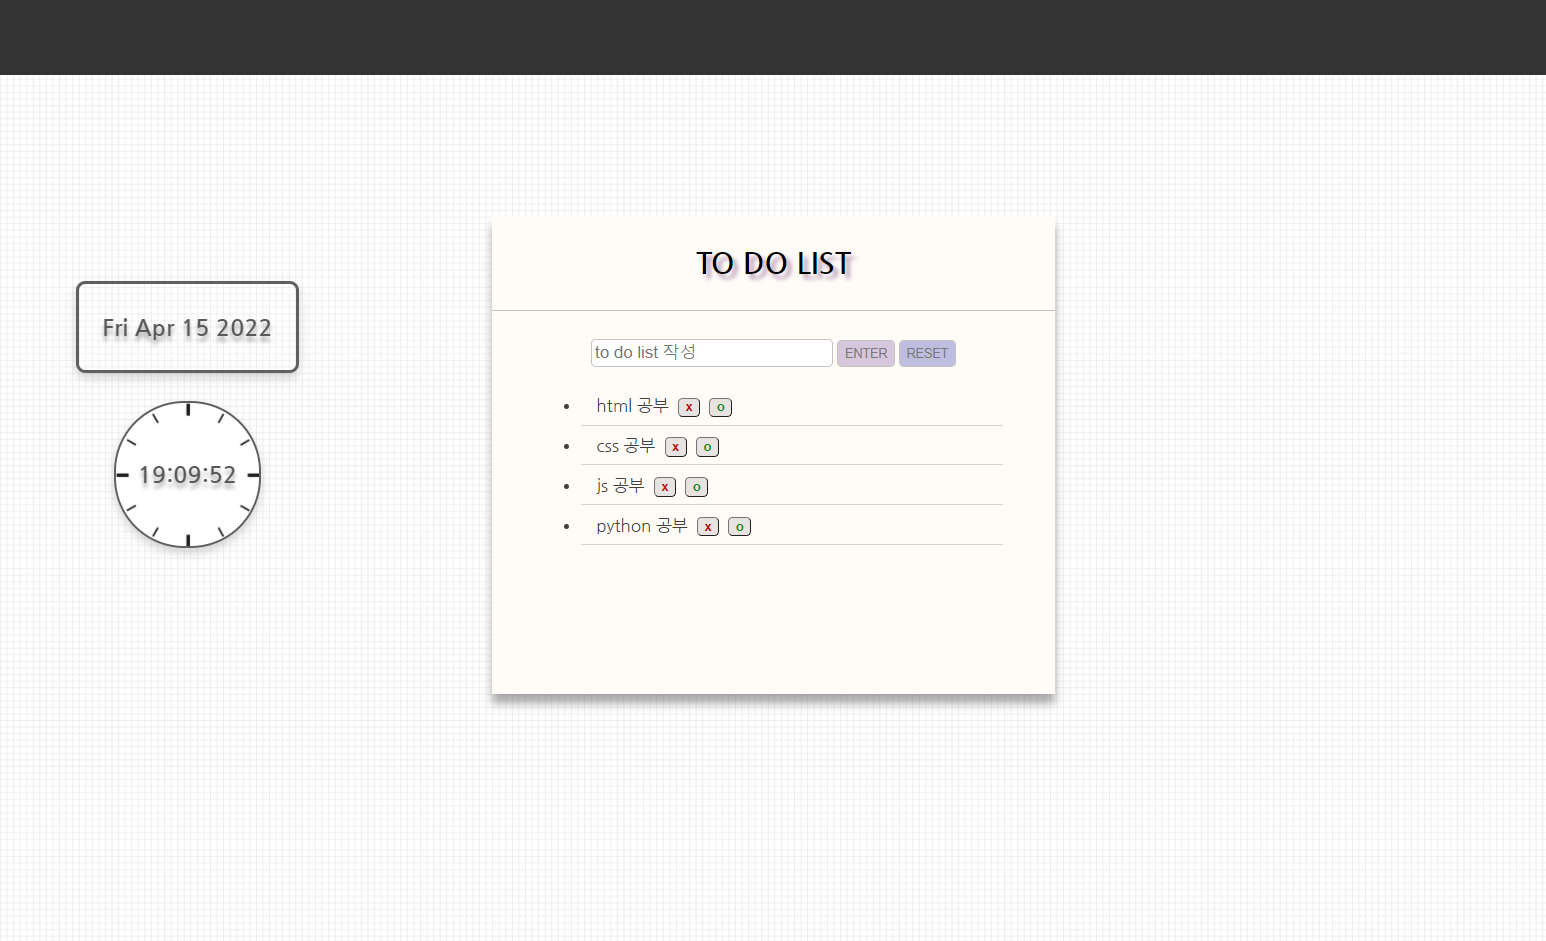 TO DO LIST
Fri Apr 15 2022
19:09:52
to do list 작성 ENTER RESET
html 공부 x o
css 공부 x o
js 공부 x o
python 공부 x o